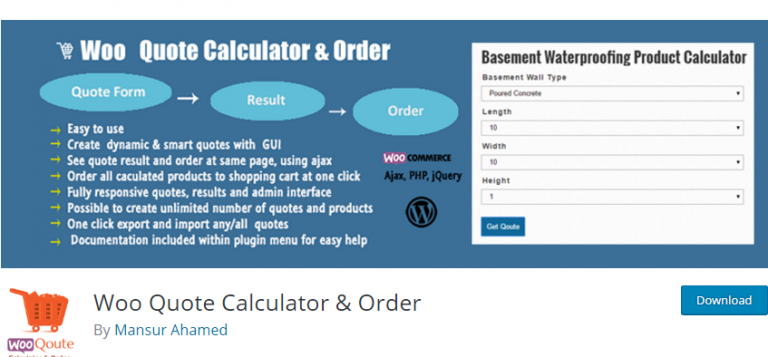 Woo Quote Calculator & Order
Quote Form → Result → Order
→ Easy to use
→ Create dynamic & smart quotes with GUI
→ See quote result and order at same page, using ajax
→ Order all caculated products to shopping cart at one click
→ Fully responsive quotes, results and admin interface
→ Possible to create unlimited number of quotes and products
→ One click export and import any/all quotes
→ Documentation included within plugin menu for easy help
WOO COMMERCE
Ajax, PHP, jQuery
Basement Waterproofing Product Calculator
Basement Wall Type
Poured Concrete
Length
10
Width
10
Height
1
Get Qoute
Woo Quote Calculator & Order
By Mansur Ahamed
Download
WOO Qoute